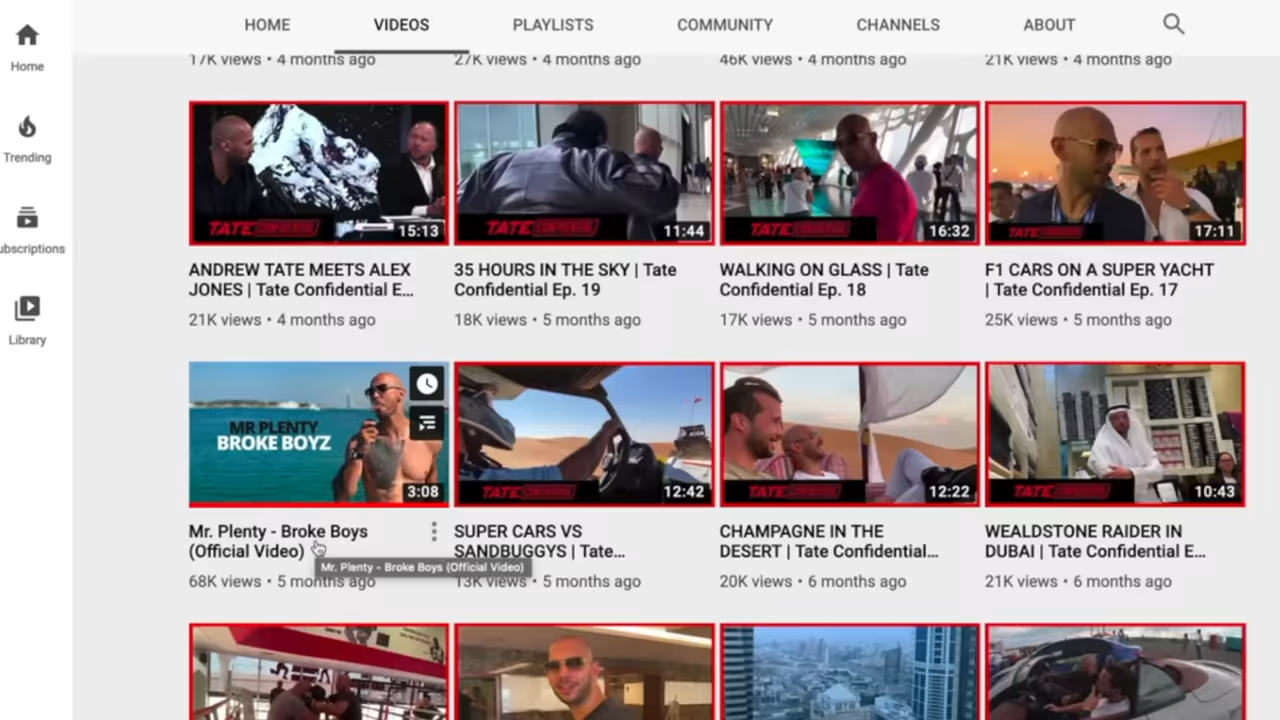 HOME VIDEOS PLAYLISTS COMMUNITY CHANNELS ABOUT
Home
Trending
ubscriptions
Library
17K views • 4 months ago
27K views • 4 months ago
46K views • 4 months ago
21K views • 4 months ago
TATE
15:13
TATE
11:44
TATE
16:32
TATE
17:11
ANDREW TATE MEETS ALEX
JONES | Tate Confidential E...
21K views • 4 months ago
35 HOURS IN THE SKY | Tate
Confidential Ep. 19
18K views • 5 months ago
WALKING ON GLASS | Tate
Confidential Ep. 18
17K views • 5 months ago
F1 CARS ON A SUPER YACHT
| Tate Confidential Ep. 17
25K views • 5 months ago
MR PLENTY
BROKE BOYZ
3:08
TATE
12:42
TATE
12:22
TATE
10:43
Mr. Plenty - Broke Boys
(Official Video)
Mr. Plenty - Broke Boys (Official Video)
68K views • 5 months ago
SUPER CARS VS
SANDBUGGYS | Tate...
13K views • 5 months ago
CHAMPAGNE IN THE
DESERT | Tate Confidential...
20K views • 6 months ago
WEALDSTONE RAIDER IN
DUBAI | Tate Confidential E...
21K views • 6 months ago